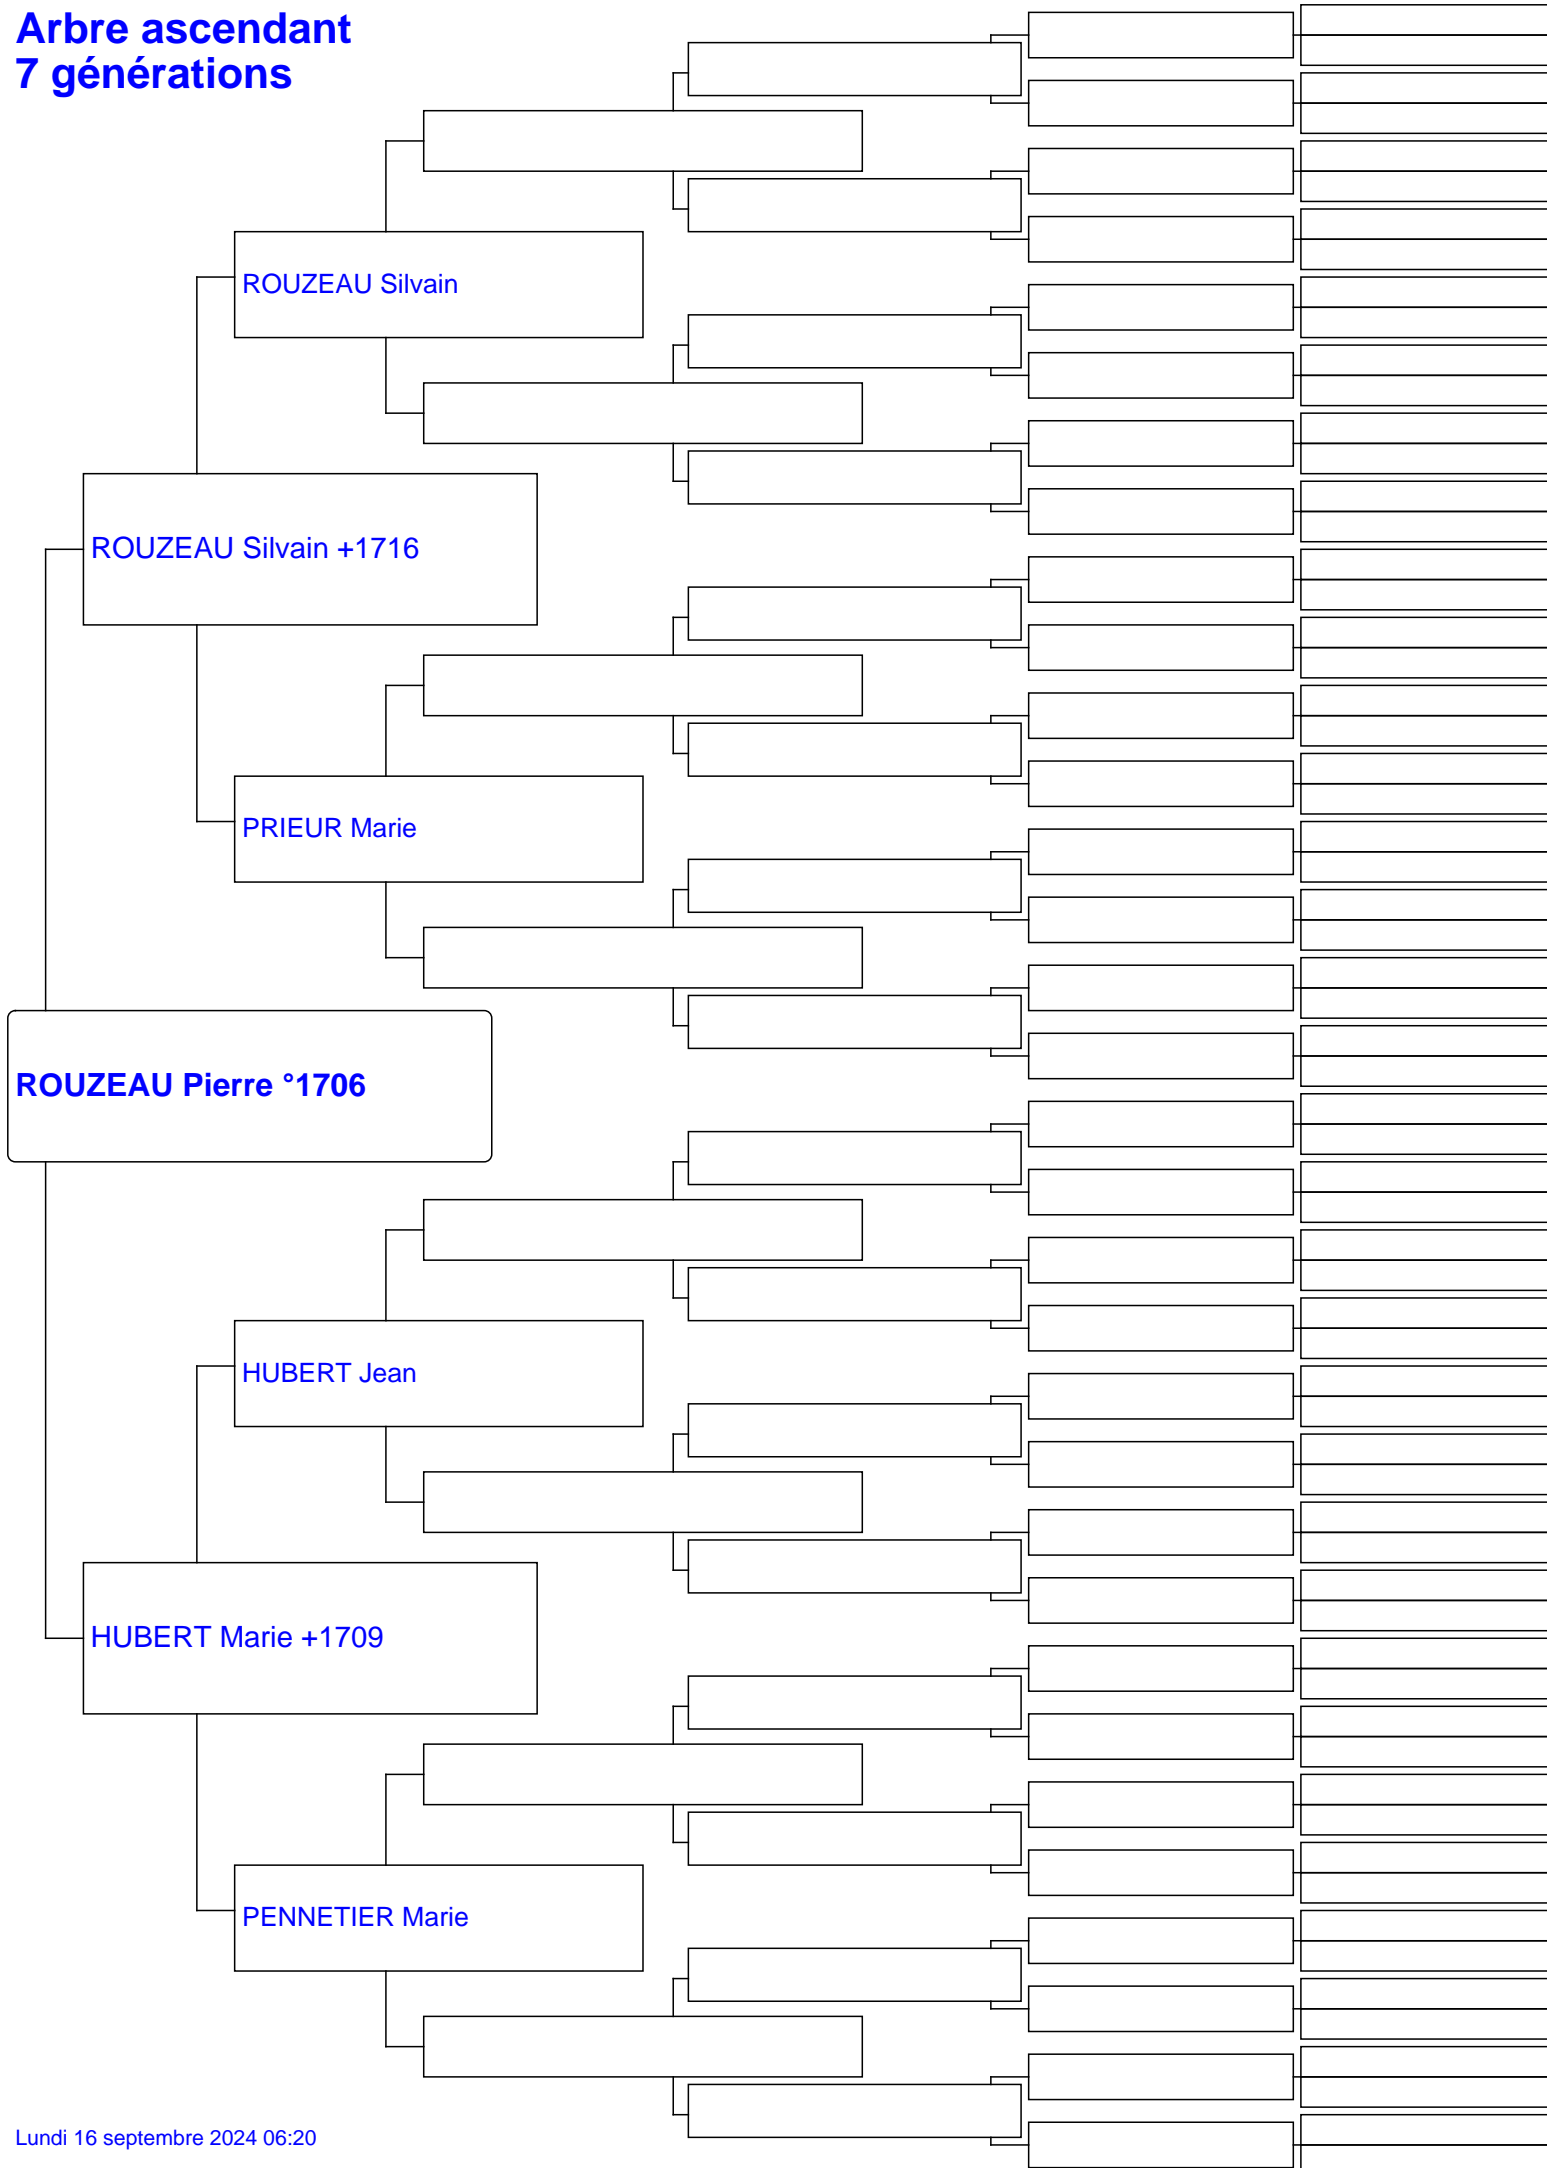 Arbre ascendant
7 générations
ROUZEAU Silvain
ROUZEAU Silvain +1716
PRIEUR Marie
ROUZEAU Pierre °1706
HUBERT Jean
HUBERT Marie +1709
PENNETIER Marie
Lundi 16 septembre 2024 06:20